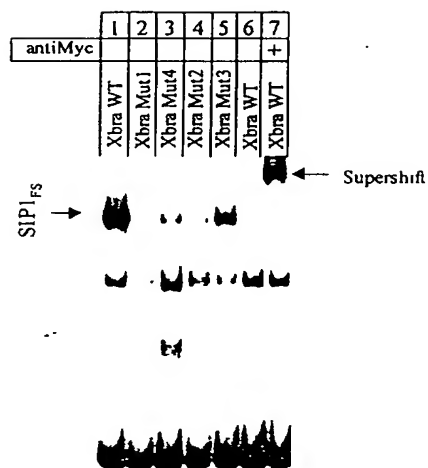 1 2 3 4 5 6 7
antiMyc +
Xbra WT Xbra Mut1 Xbra Mut4 Xbra Mut2 Xbra Mut3 Xbra WT Xbra WT
Supershift
SIP1FS